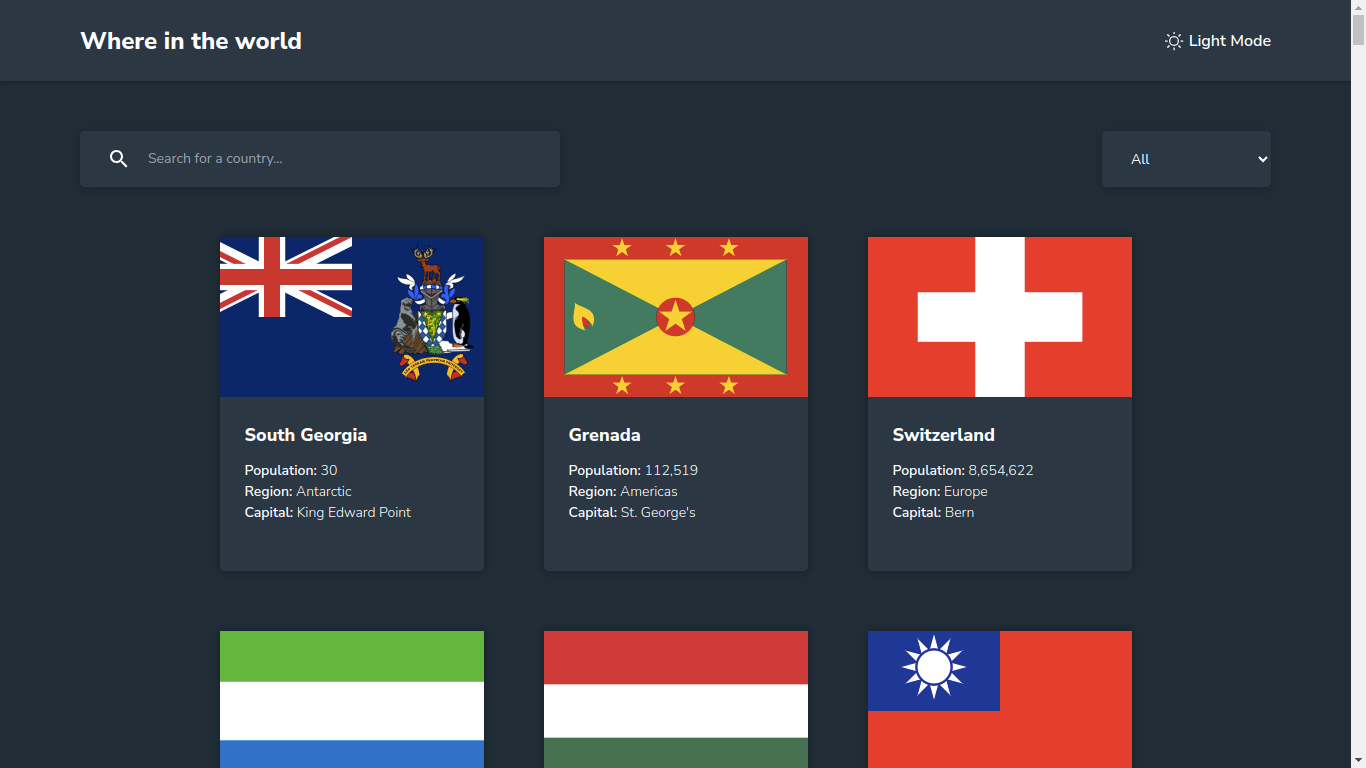 Where in the world
Light Mode
Search for a country...
All
South Georgia
Population: 30
Region: Antarctic
Capital: King Edward Point
Grenada
Population: 112,519
Region: Americas
Capital: St. George's
Switzerland
Population: 8,654,622
Region: Europe
Capital: Bern